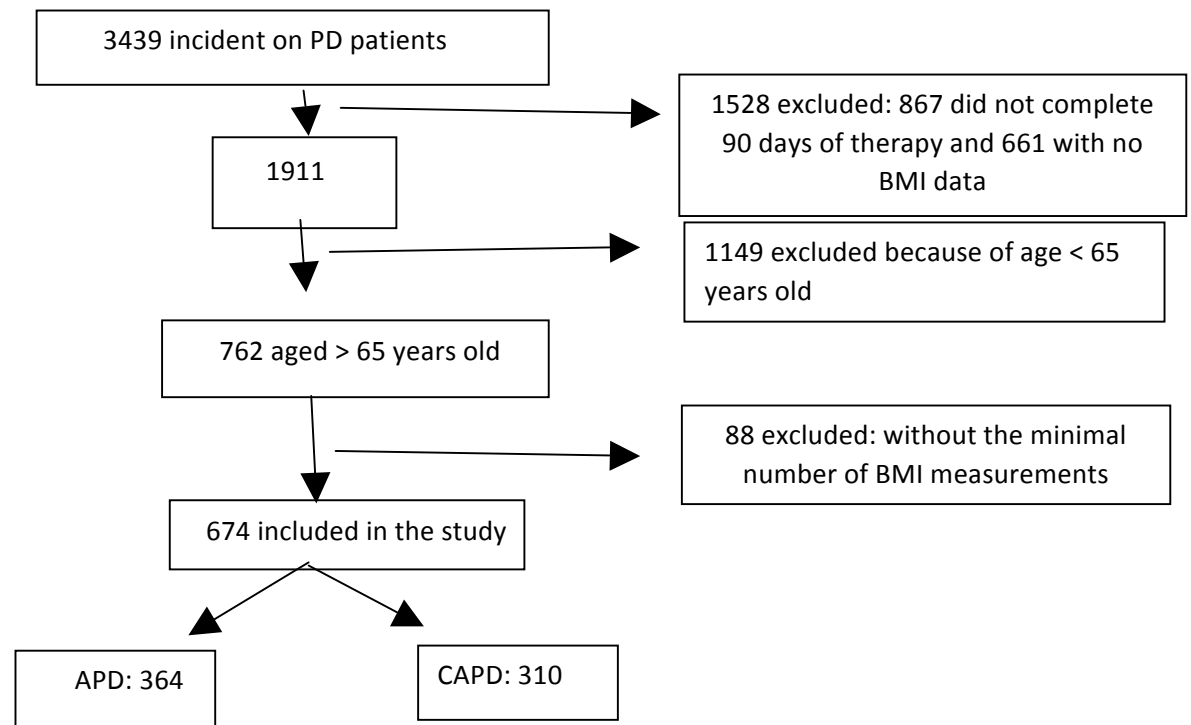 3439 incident on PD patients
1528 excluded: 867 did not complete
90 days of therapy and 661 with no
BMI data
1911
1149 excluded because of age < 65
years old
762 aged > 65 years old
88 excluded: without the minimal
number of BMI measurements
674 included in the study
APD: 364
CAPD: 310